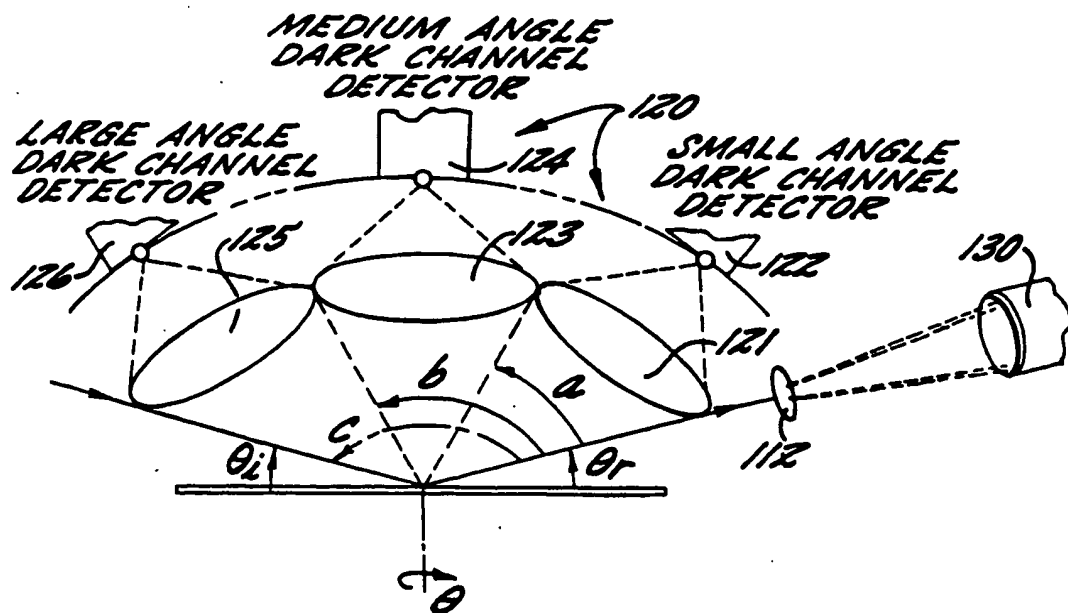 MEDIUM ANGLE
DARK CHANNEL
DETECTOR
120
LARGE ANGLE
DARK CHANNEL
DETECTOR
124
SMALL ANGLE
DARK CHANNEL
DETECTOR
126
125
123
122
130
121
a
b
c
112
θi
θr
θ